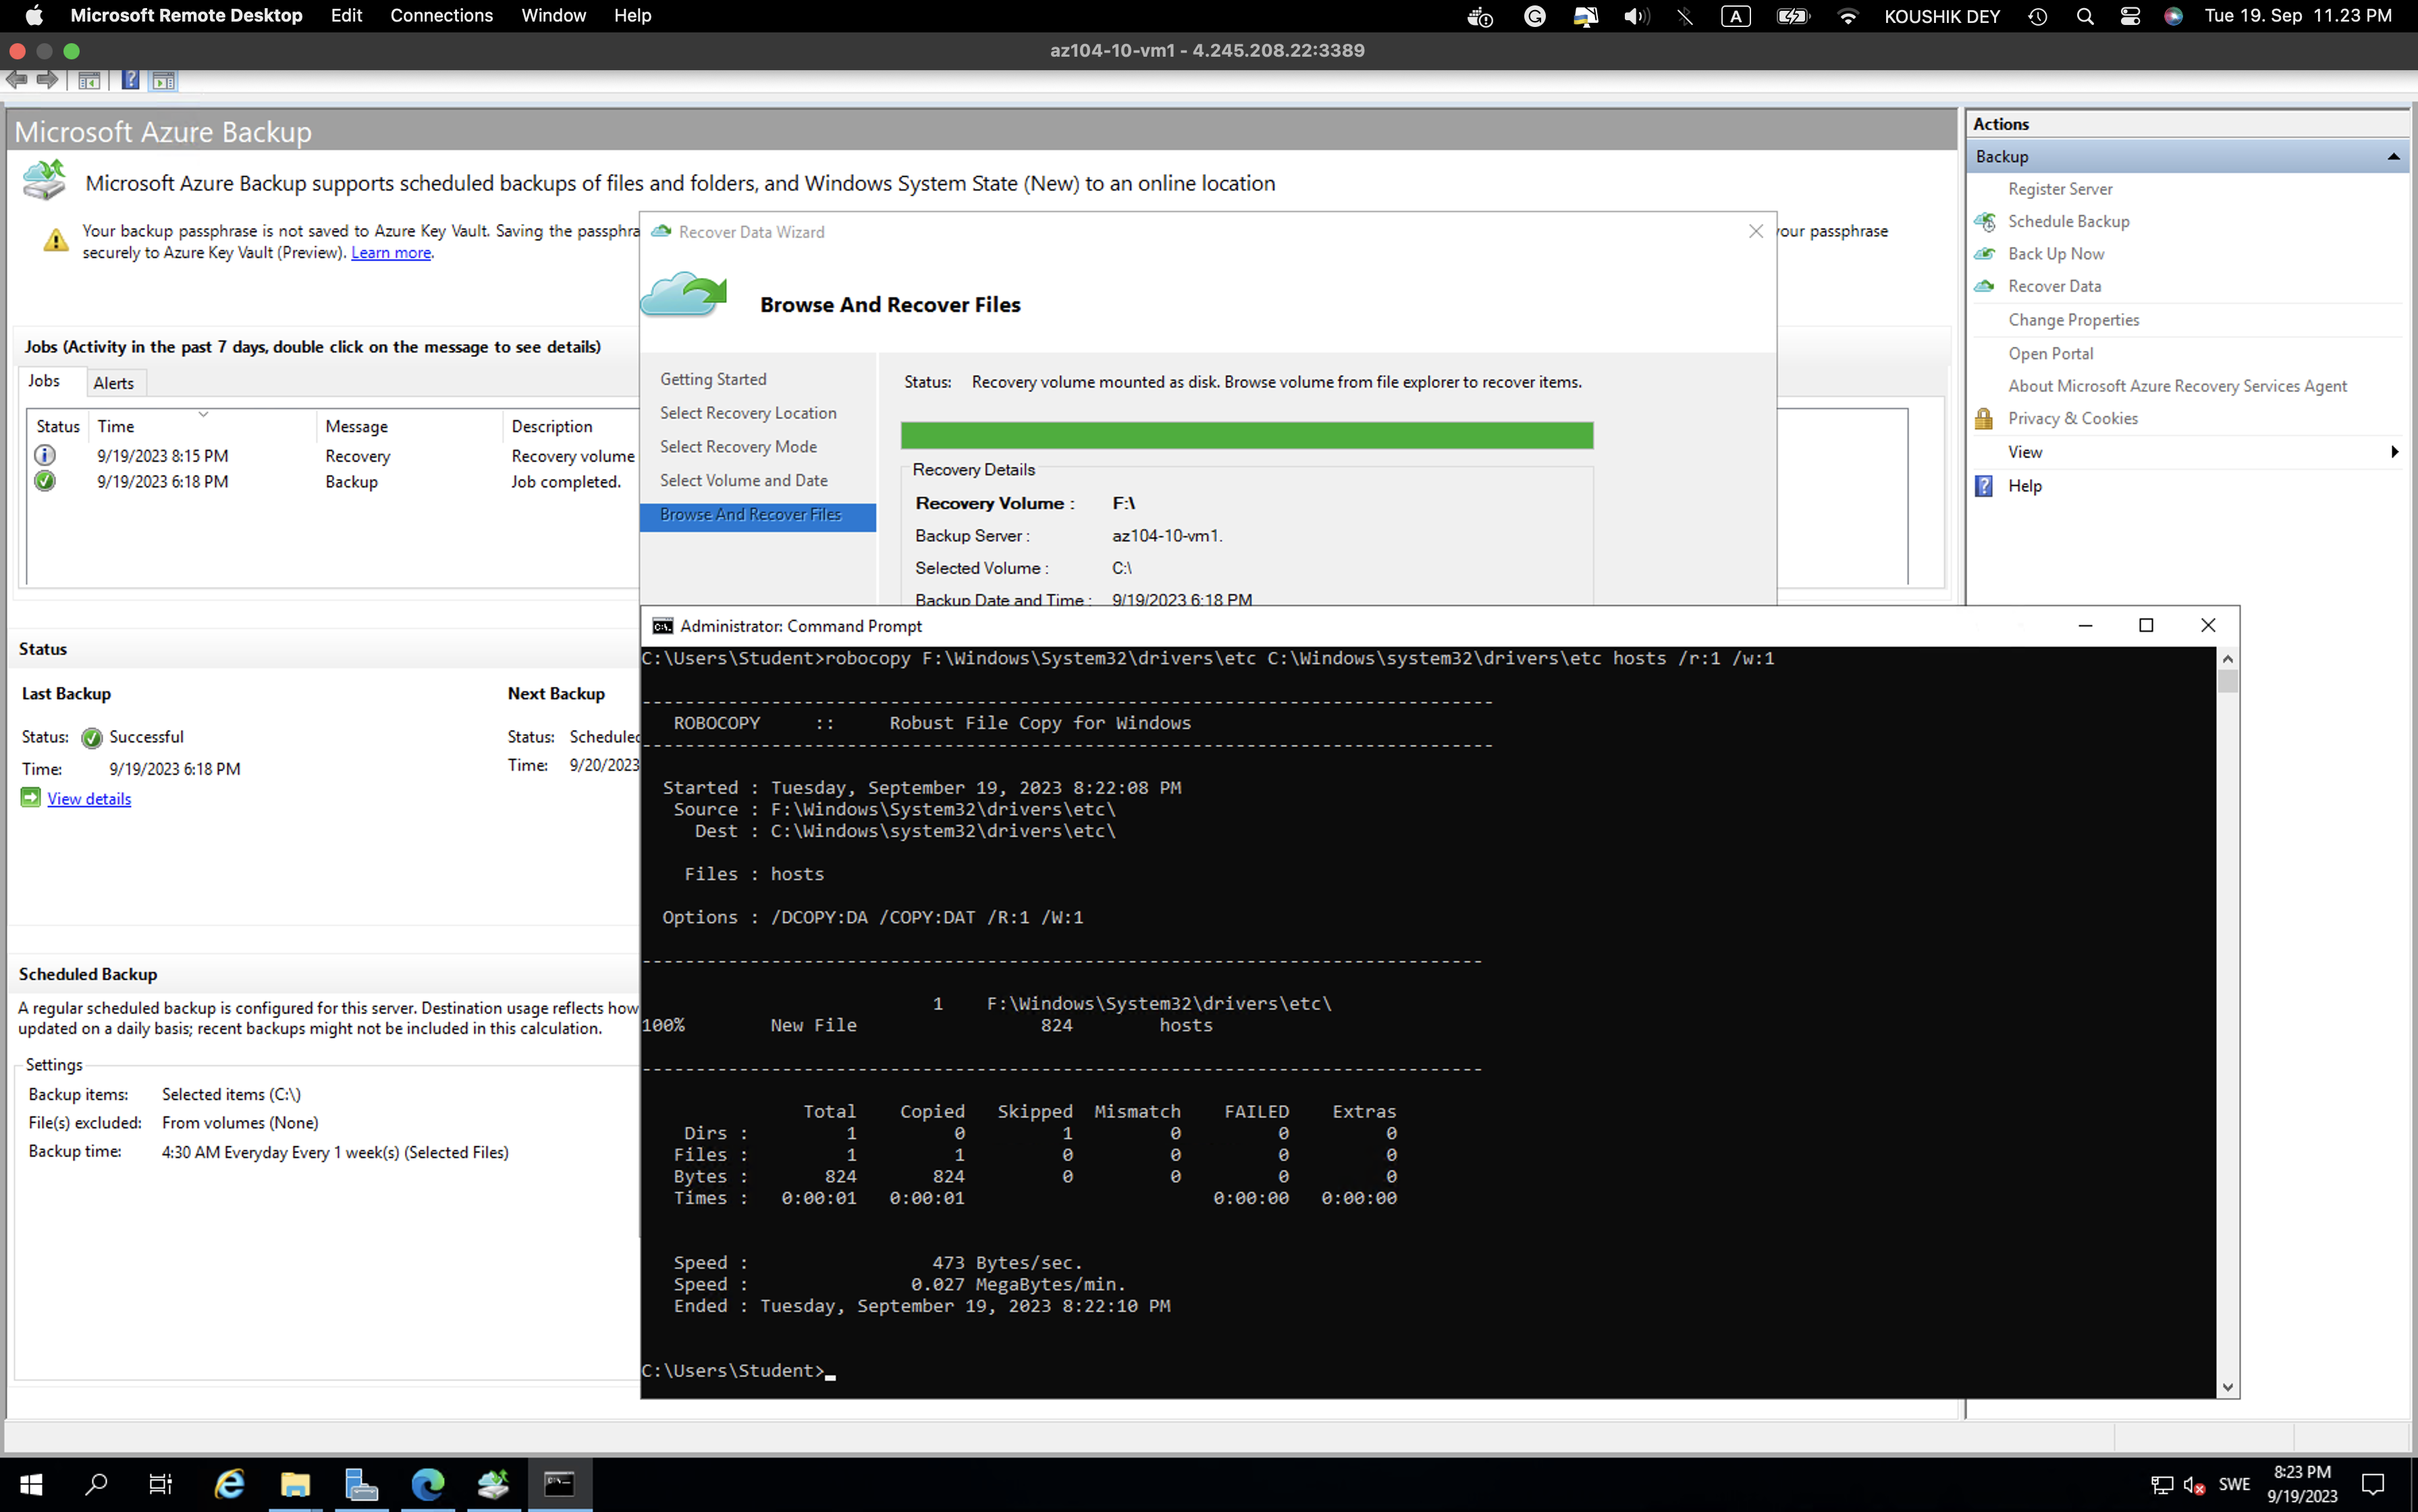 Microsoft Remote Desktop Edit Connections Window Help
A KOUSHIK DEY Tue 19. Sep 11.23 PM
az104-10-vm1 - 4.245.208.22:3389
Microsoft Azure Backup
Microsoft Azure Backup supports scheduled backups of files and folders, and Windows System State (New) to an online location
Your backup passphrase is not saved to Azure Key Vault. Saving the passphra
your passphrase
securely to Azure Key Vault (Preview). Learn more.
Jobs (Activity in the past 7 days, double click on the message to see details)
Jobs Alerts
Status Time Message Description
9/19/2023 8:15 PM Recovery Recovery volume
9/19/2023 6:18 PM Backup Job completed.
Status
Last Backup Next Backup
Status: Successful Status: Scheduled
Time: 9/19/2023 6:18 PM Time: 9/20/2023
View details
Scheduled Backup
A regular scheduled backup is configured for this server. Destination usage reflects how
updated on a daily basis; recent backups might not be included in this calculation.
Settings
Backup items: Selected items (C:\)
File(s) excluded: From volumes (None)
Backup time: 4:30 AM Everyday Every 1 week(s) (Selected Files)
Recover Data Wizard
Browse And Recover Files
Getting Started
Select Recovery Location
Select Recovery Mode
Select Volume and Date
Browse And Recover Files
Status: Recovery volume mounted as disk. Browse volume from file explorer to recover items.
Recovery Details
Recovery Volume : F:\
Backup Server : az104-10-vm1.
Selected Volume : C:\
Backup Date and Time : 9/19/2023 6:18 PM
Administrator: Command Prompt
C:\Users\Student>robocopy F:\Windows\System32\drivers\etc C:\Windows\system32\drivers\etc hosts /r:1 /w:1
-------------------------------------------------------------------------------
ROBOCOPY :: Robust File Copy for Windows
-------------------------------------------------------------------------------
Started : Tuesday, September 19, 2023 8:22:08 PM
Source : F:\Windows\System32\drivers\etc\
Dest : C:\Windows\system32\drivers\etc\
Files : hosts
Options : /DCOPY:DA /COPY:DAT /R:1 /W:1
------------------------------------------------------------------------------
1 F:\Windows\System32\drivers\etc\
100% New File 824 hosts
------------------------------------------------------------------------------
Total Copied Skipped Mismatch FAILED Extras
Dirs : 1 0 1 0 0 0
Files : 1 1 0 0 0 0
Bytes : 824 824 0 0 0 0
Times : 0:00:01 0:00:01 0:00:00 0:00:00
Speed : 473 Bytes/sec.
Speed : 0.027 MegaBytes/min.
Ended : Tuesday, September 19, 2023 8:22:10 PM
C:\Users\Student>
Actions
Backup
Register Server
Schedule Backup
Back Up Now
Recover Data
Change Properties
Open Portal
About Microsoft Azure Recovery Services Agent
Privacy & Cookies
View
Help
SWE 8:23 PM
9/19/2023